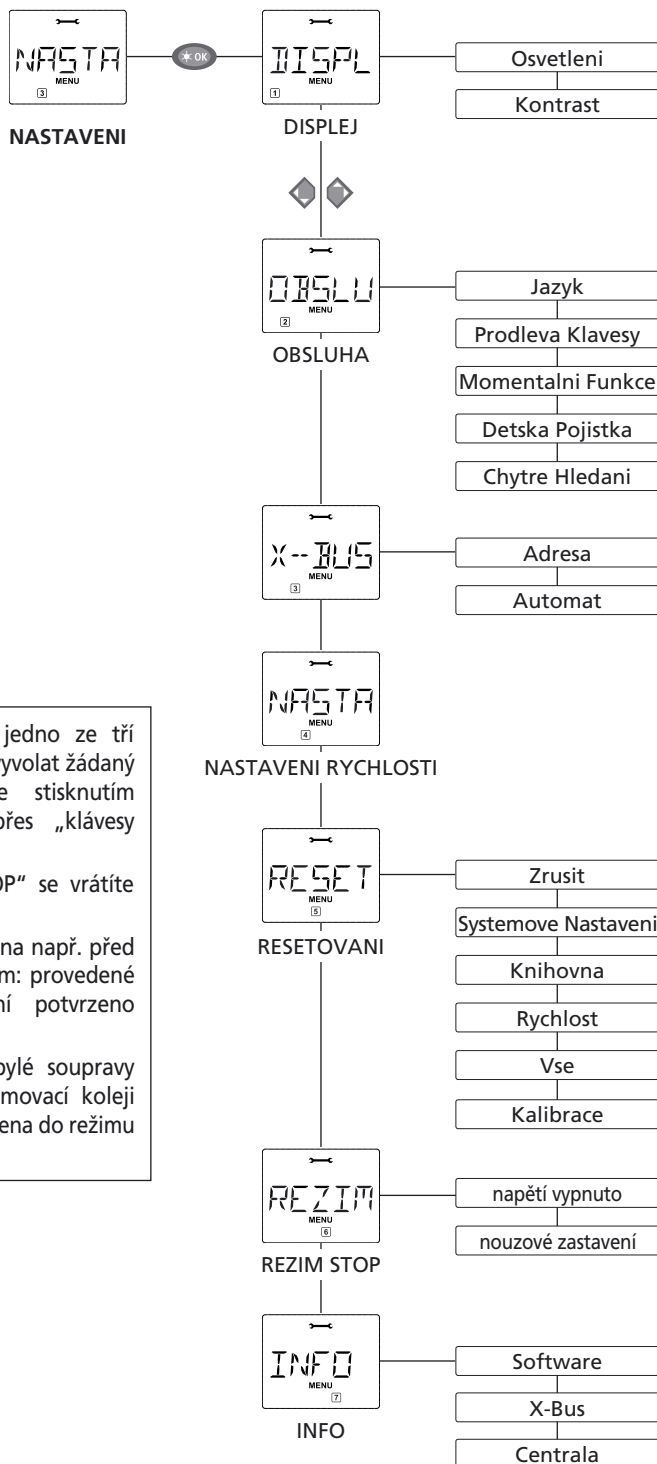 NASTA
MENU
3
NASTAVENI
OK
DISPL
MENU
1
DISPLEJ
Osvetleni
Kontrast
OBSLU
MENU
2
OBSLUHA
Jazyk
Prodleva Klavesy
Momentalni Funkce
Detska Pojistka
Chytre Hledani
X--BUS
MENU
3
Adresa
Automat
NASTA
MENU
4
NASTAVENI RYCHLOSTI
RESET
MENU
5
RESETOVANI
Zrusit
Systemove Nastaveni
Knihovna
Rychlost
Vse
Kalibrace
jedno ze tří
vyvolat žádaný
e stisknutím
přes „klávesy
OP" se vrátíte
na např. před
m: provedené
ní potvrzeno
bylé soupravy
movací koleji
ena do režimu
REZIM
MENU
6
REZIM STOP
napětí vypnuto
nouzové zastavení
INFO
MENU
7
INFO
Software
X-Bus
Centrala